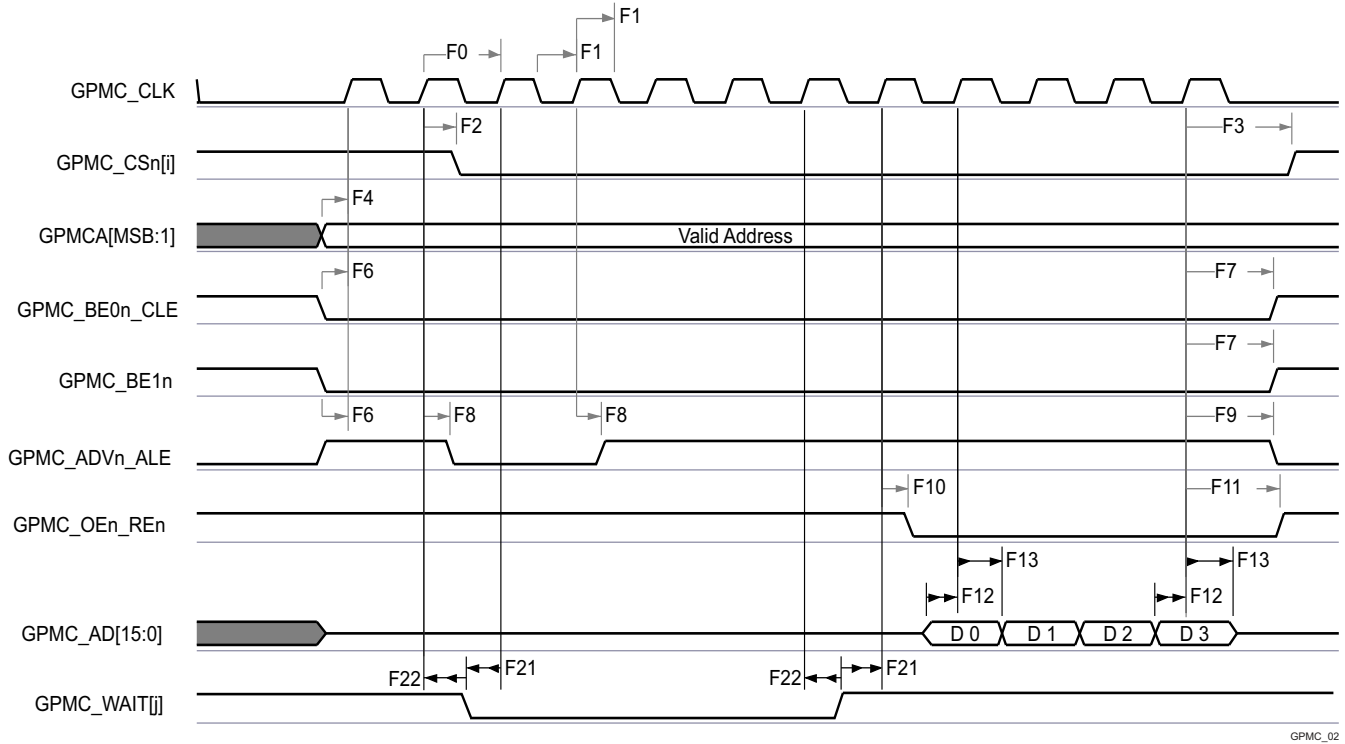 F1
F0 F1
GPMC_CLK
F2 F3
GPMC_CSn[i]
F4
GPMCA[MSB:1] Valid Address
F6 F7
GPMC_BE0n_CLE
F7
GPMC_BE1n
F6 F8 F8 F9
GPMC_ADVn_ALE
F10 F11
GPMC_OEn_REn
F13 F13
F12 F12
GPMC_AD[15:0] D 0 D 1 D 2 D 3
F22 F21 F22 F21
GPMC_WAIT[j]
GPMC_02